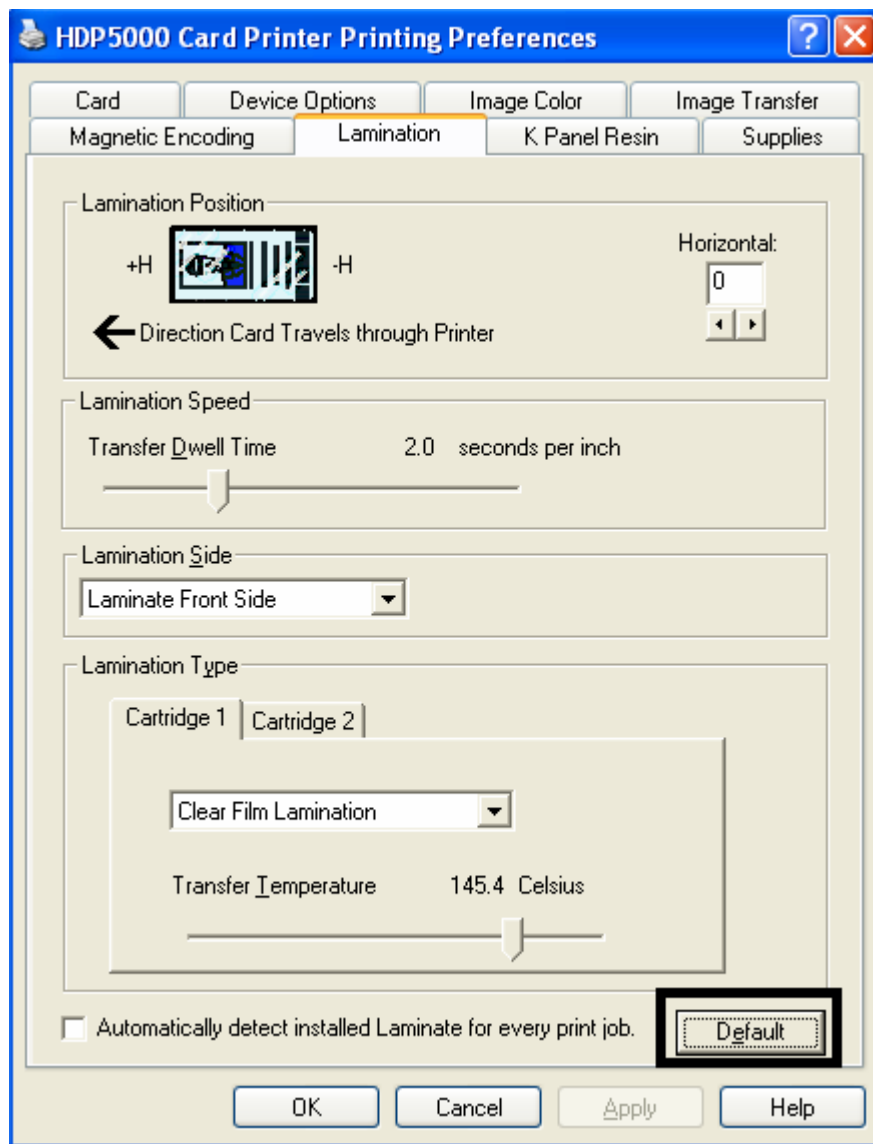 HDP5000 Card Printer Printing Preferences
Card Device Options Image Color Image Transfer
Magnetic Encoding Lamination K Panel Resin Supplies
Lamination Position
+H -H
Horizontal:
0
Direction Card Travels through Printer
Lamination Speed
Transfer Dwell Time 2.0 seconds per inch
Lamination Side
Laminate Front Side
Lamination Type
Cartridge 1 Cartridge 2
Clear Film Lamination
Transfer Temperature 145.4 Celsius
Automatically detect installed Laminate for every print job.
Default
OK Cancel Apply Help